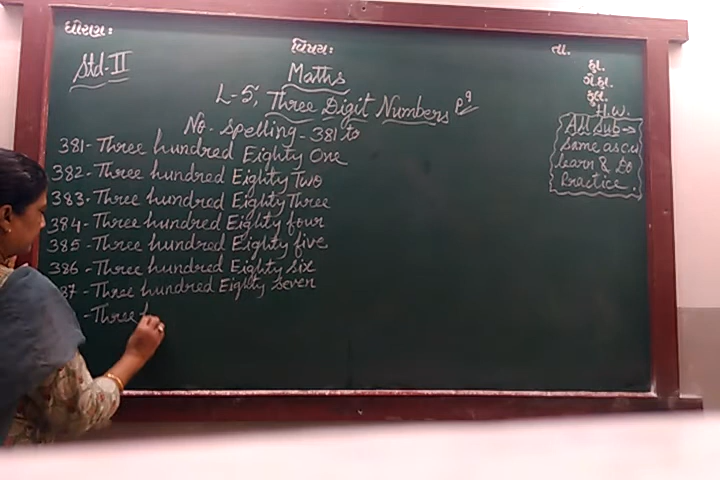 ધોરણઃ
વિષયઃ
તા.
હા.
ગે.હા.
કુલ.
Std-II
Maths
L-5, Three Digit Numbers
No. Spelling - 381 to
381 - Three hundred Eighty One
382 - Three hundred Eighty Two
383 - Three hundred Eighty Three
384 - Three hundred Eighty four
385 - Three hundred Eighty five
386 - Three hundred Eighty six
87 - Three hundred Eighty seven
- Three h
H.W.
All Sub→
Same as cw
learn & Do
Practice.